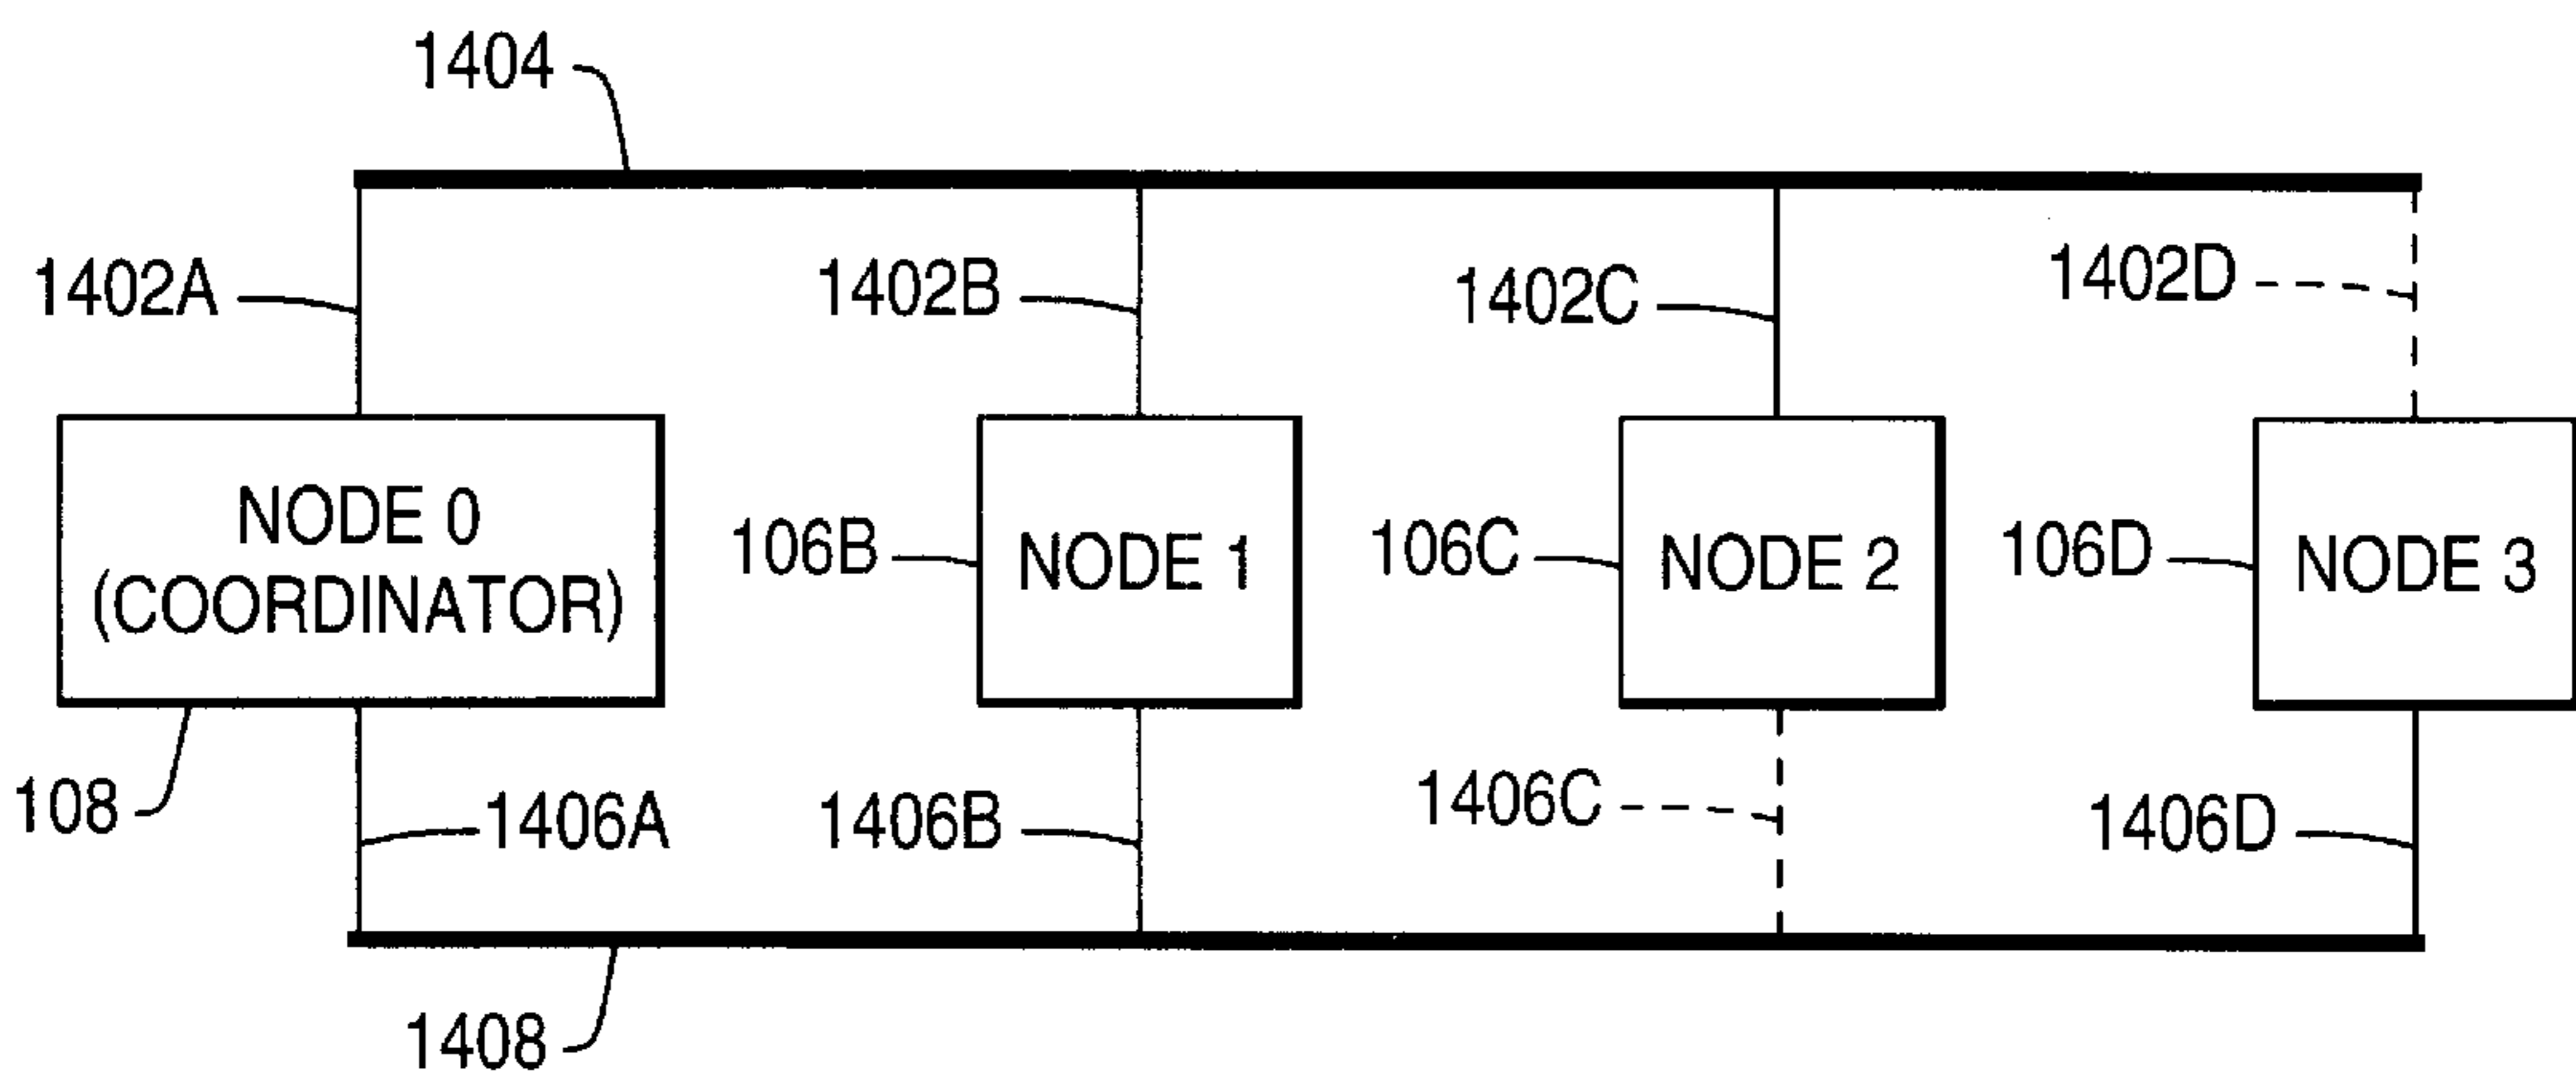 1404
1402A
1402B
1402C
1402D
NODE 0
(COORDINATOR)
106B
NODE 1
106C
NODE 2
106D
NODE 3
108
1406A
1406B
1406C
1406D
1408